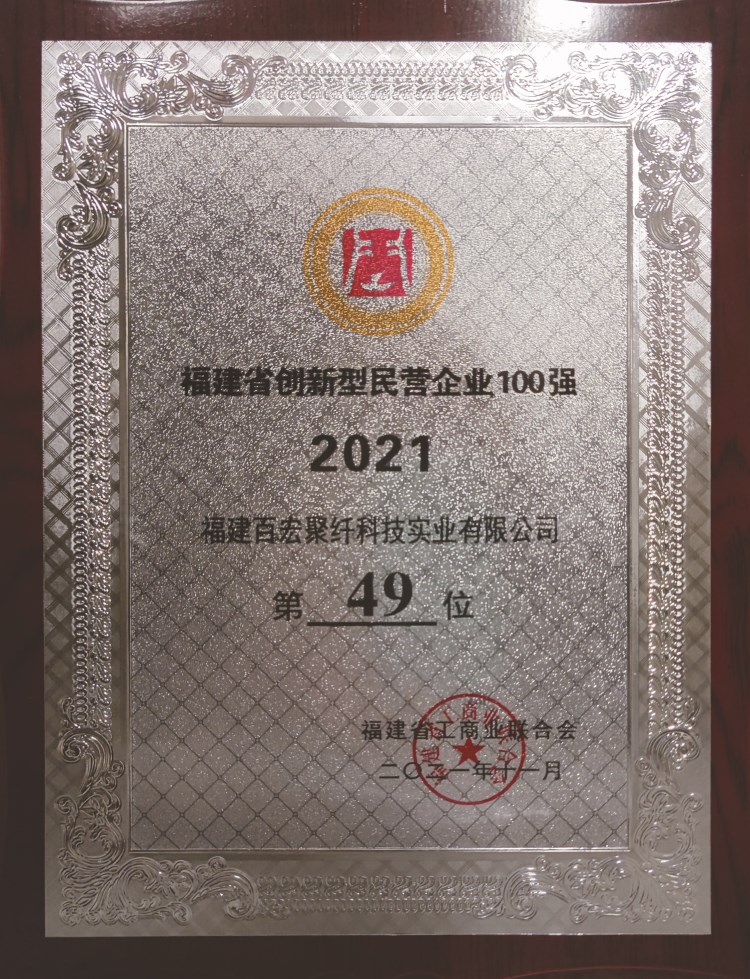 福建省创新型民营企业100强
2021
福建百宏聚纤科技实业有限公司
第 49 位
福建省工商业联合会
二〇二一年十一月